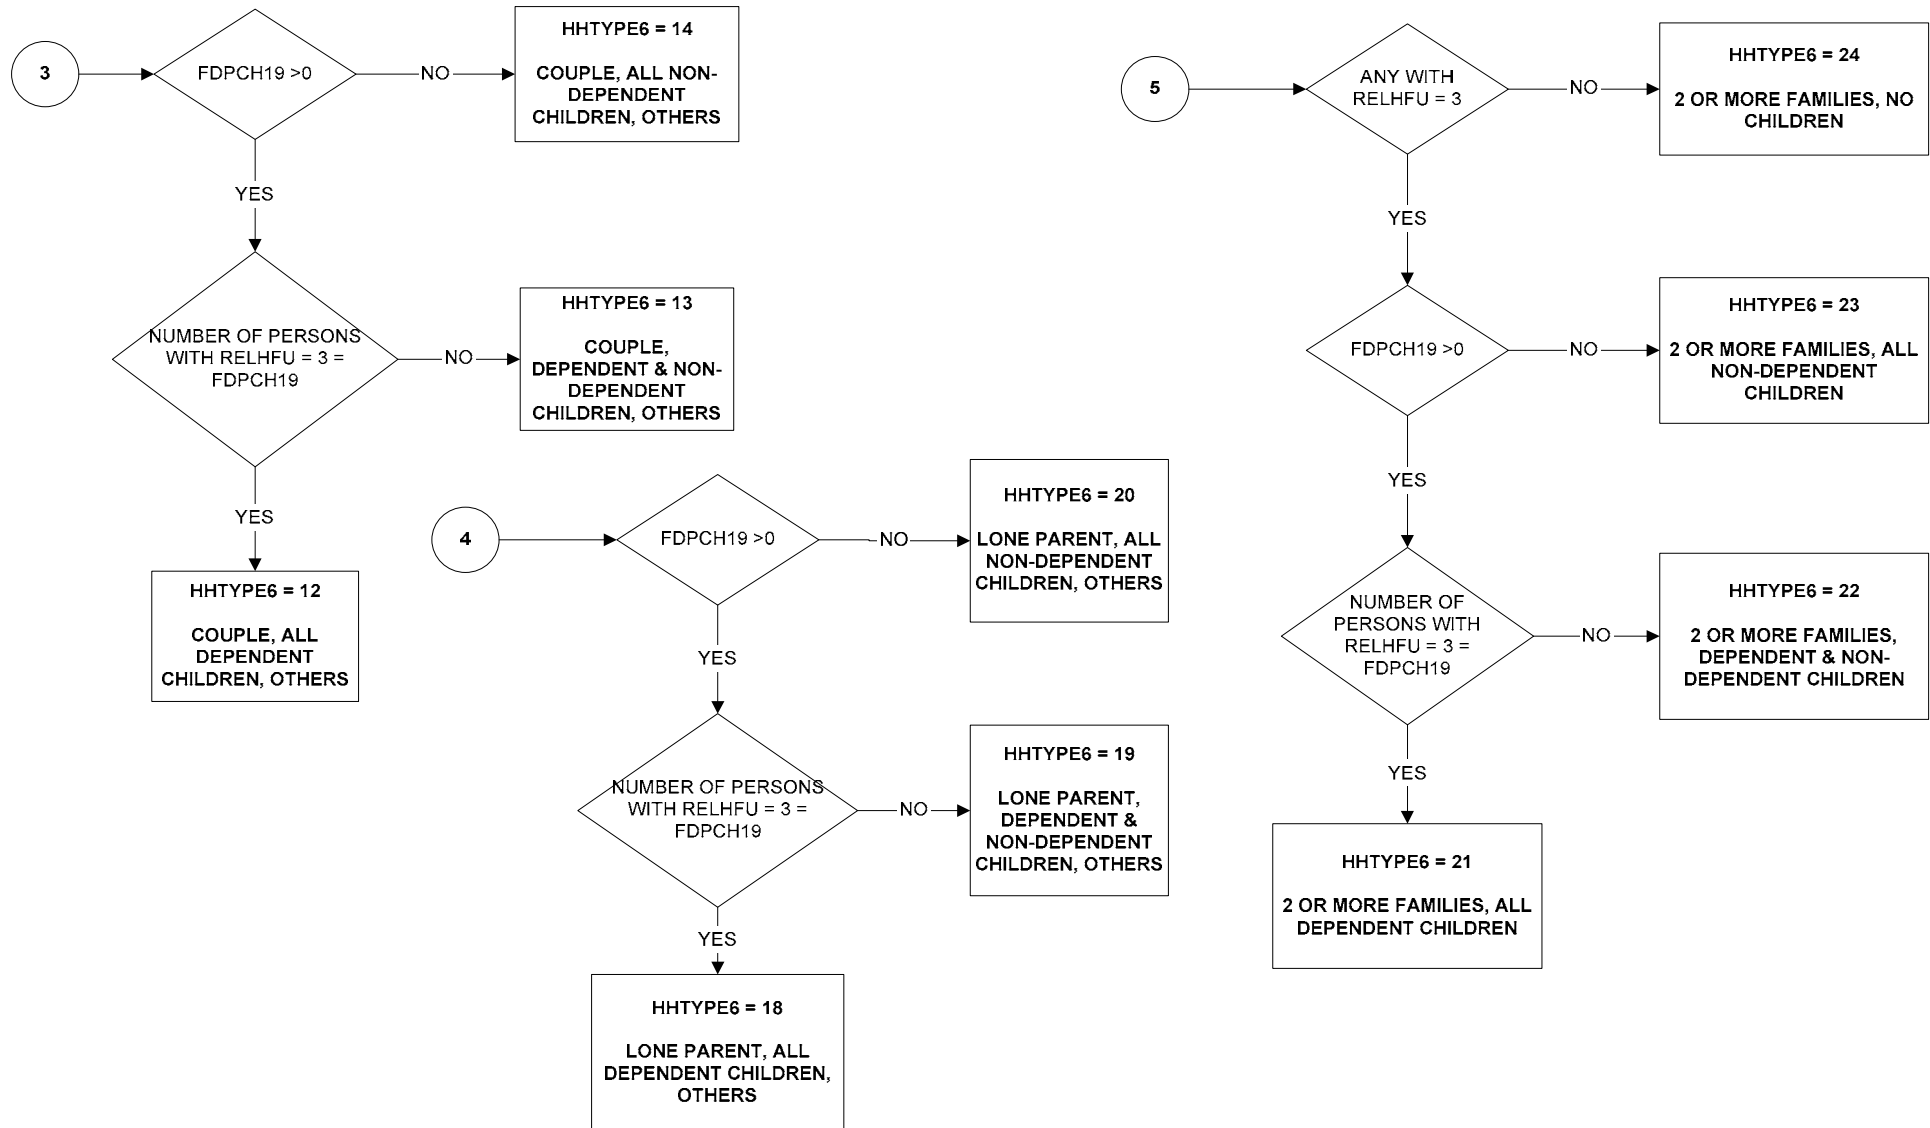 3
FDPCH19 >0
NO
HHTYPE6 = 14
COUPLE, ALL NON-
DEPENDENT
CHILDREN, OTHERS
YES
NUMBER OF PERSONS
WITH RELHFU = 3 =
FDPCH19
NO
HHTYPE6 = 13
COUPLE,
DEPENDENT & NON-
DEPENDENT
CHILDREN, OTHERS
YES
HHTYPE6 = 12
COUPLE, ALL
DEPENDENT
CHILDREN, OTHERS
4
FDPCH19 >0
NO
HHTYPE6 = 20
LONE PARENT, ALL
NON-DEPENDENT
CHILDREN, OTHERS
YES
NUMBER OF PERSONS
WITH RELHFU = 3 =
FDPCH19
NO
HHTYPE6 = 19
LONE PARENT,
DEPENDENT &
NON-DEPENDENT
CHILDREN, OTHERS
YES
HHTYPE6 = 18
LONE PARENT, ALL
DEPENDENT CHILDREN,
OTHERS
5
ANY WITH
RELHFU = 3
NO
HHTYPE6 = 24
2 OR MORE FAMILIES, NO
CHILDREN
YES
FDPCH19 >0
NO
HHTYPE6 = 23
2 OR MORE FAMILIES, ALL
NON-DEPENDENT
CHILDREN
YES
NUMBER OF
PERSONS WITH
RELHFU = 3 =
FDPCH19
NO
HHTYPE6 = 22
2 OR MORE FAMILIES,
DEPENDENT & NON-
DEPENDENT CHILDREN
YES
HHTYPE6 = 21
2 OR MORE FAMILIES, ALL
DEPENDENT CHILDREN